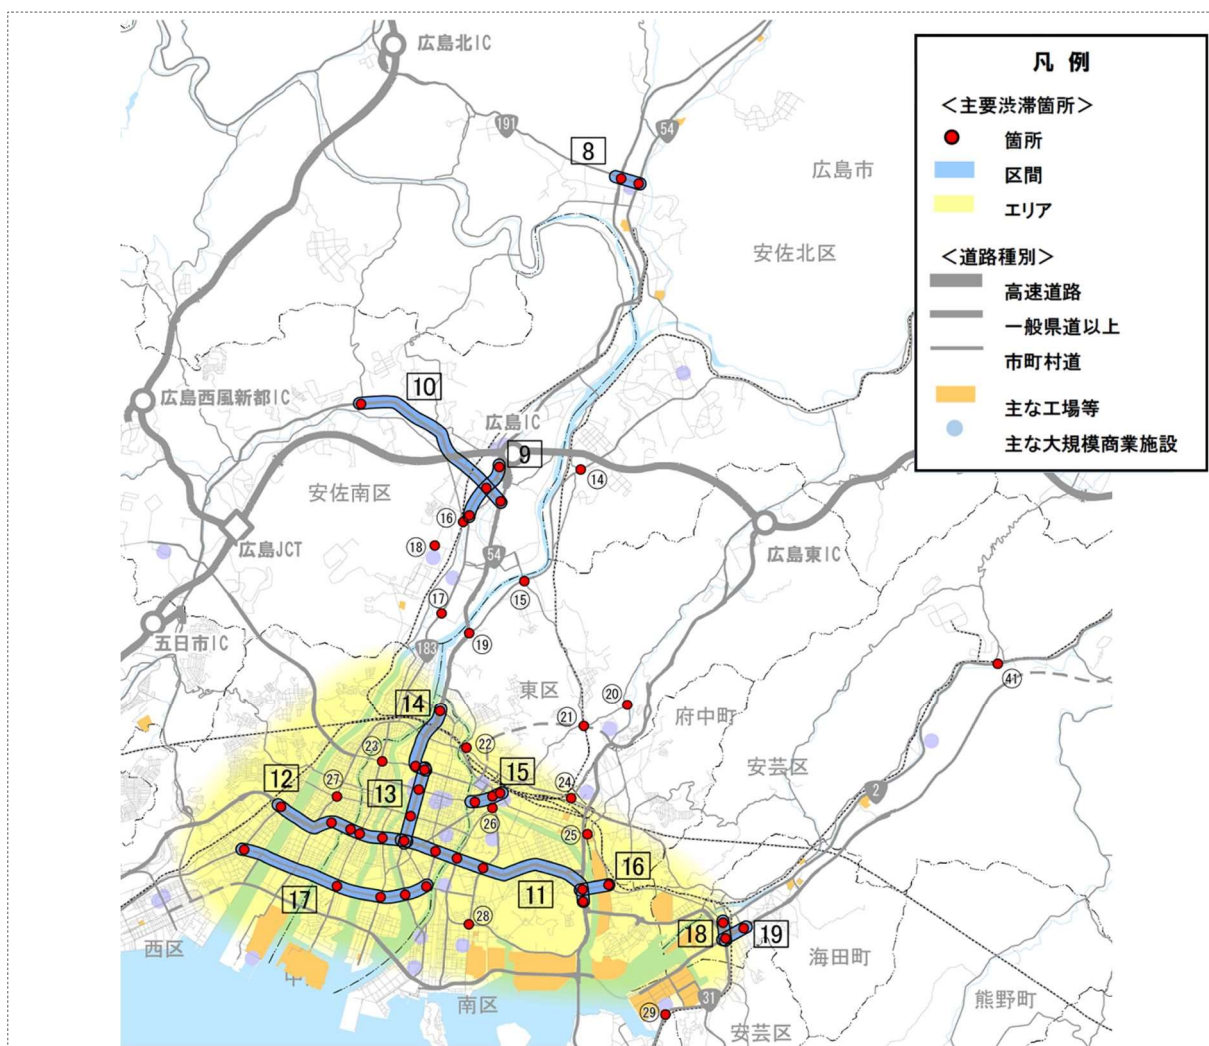 広島北IC
191
54
8
広島市
安佐北区
凡 例
＜主要渋滞箇所＞
箇所
区間
エリア
＜道路種別＞
高速道路
一般県道以上
市町村道
主な工場等
主な大規模商業施設
10
広島西風新都IC
広島IC
9
⑭
安佐南区
⑯
広島JCT
⑱
54
広島東IC
⑮
⑰
五日市IC
183
⑲
東区
⑳
㊶
14
㉑
府中町
㉒
㉓
安芸区
12
㉗
13
15
㉔
2
㉖
㉕
16
17
11
㉘
18
19
西区
海田町
中
南区
31
熊野町
㉙
安芸区